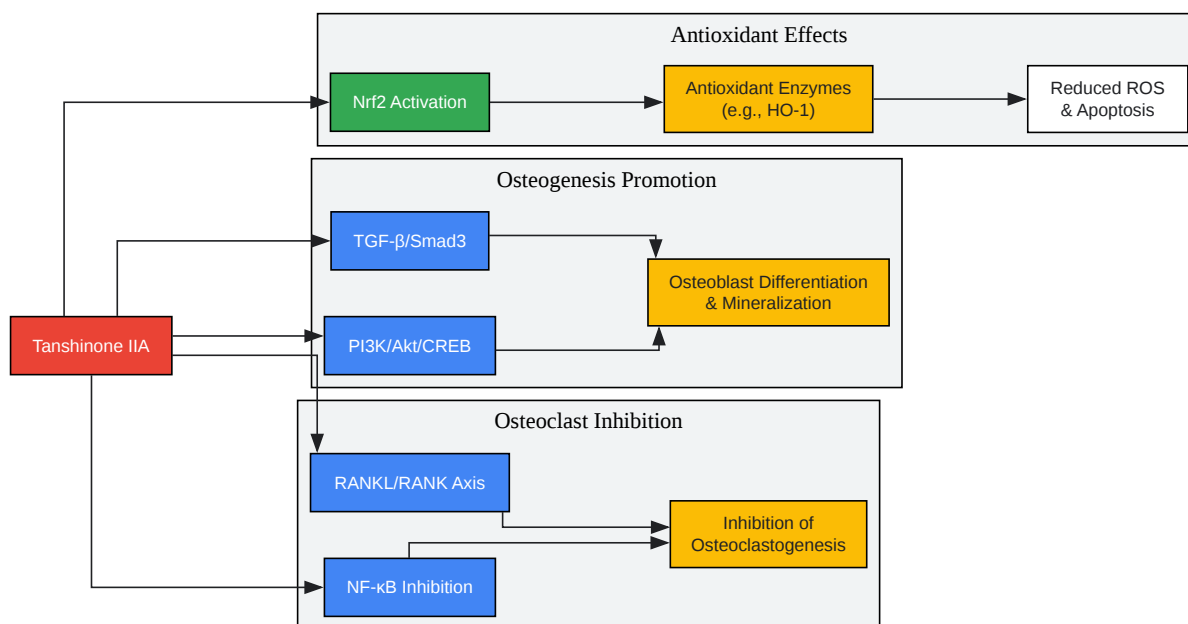 Antioxidant Effects
Nrf2 Activation
Antioxidant Enzymes
(e.g., HO-1)
Reduced ROS
& Apoptosis
Osteogenesis Promotion
TGF-β/Smad3
Osteoblast Differentiation
& Mineralization
Tanshinone IIA
PI3K/Akt/CREB
Osteoclast Inhibition
RANKL/RANK Axis
Inhibition of
Osteoclastogenesis
NF-κB Inhibition